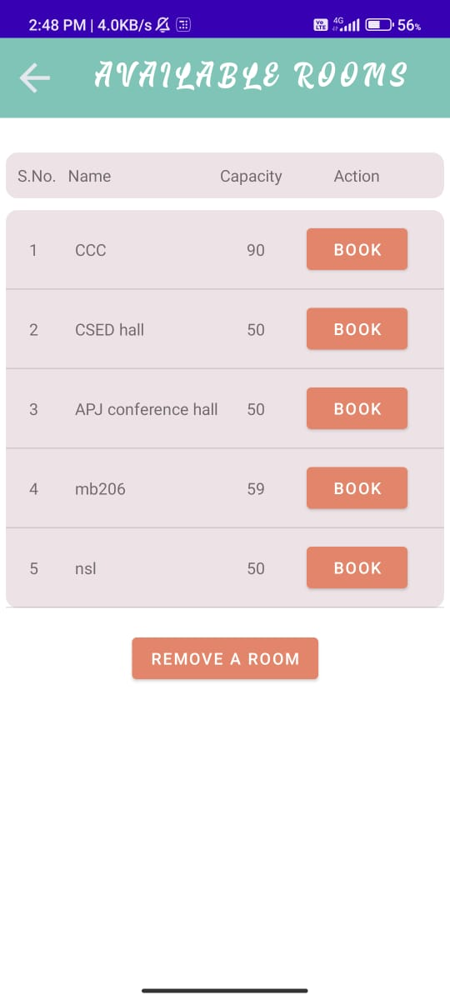 2:48 PM | 4.0KB/s Vo LTE 4G 56%
AVAILABLE ROOMS
S.No. Name Capacity Action
1 CCC 90 BOOK
2 CSED hall 50 BOOK
3 APJ conference hall 50 BOOK
4 mb206 59 BOOK
5 nsl 50 BOOK
REMOVE A ROOM